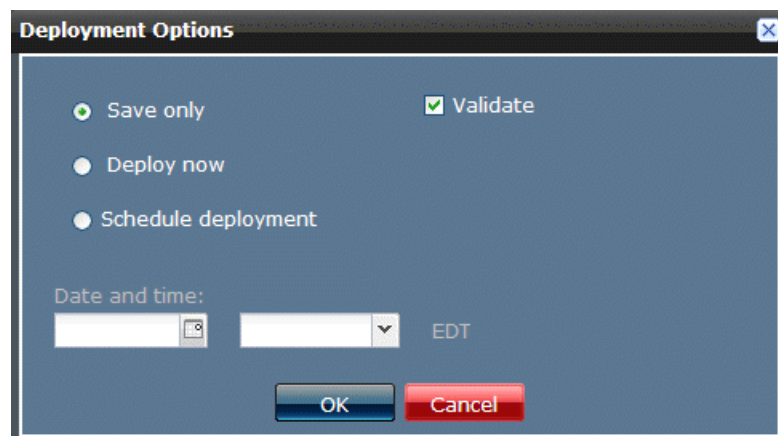 Deployment Options
Save only
Validate
Deploy now
Schedule deployment
Date and time:
EDT
OK
Cancel